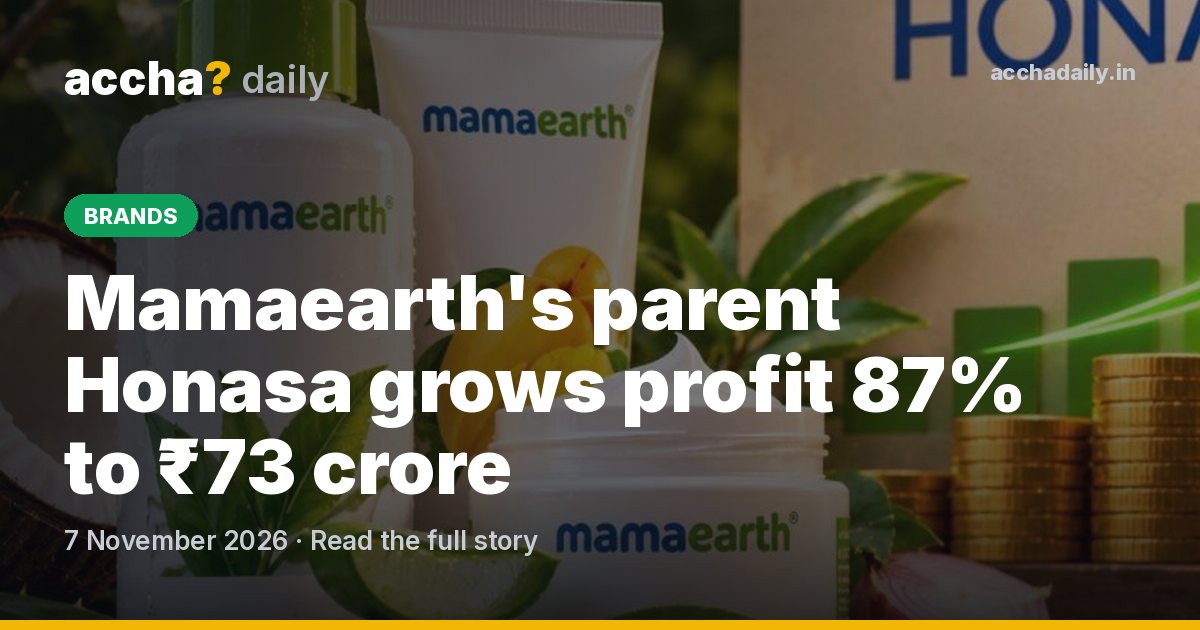 HONA
accha? daily
acchadaily.in
mamaearth®
mamaearth®
BRANDS
Mamaearth's parent
Honasa grows profit 87%
to ₹73 crore
7 November 2026 · Read the full story
mamaearth®